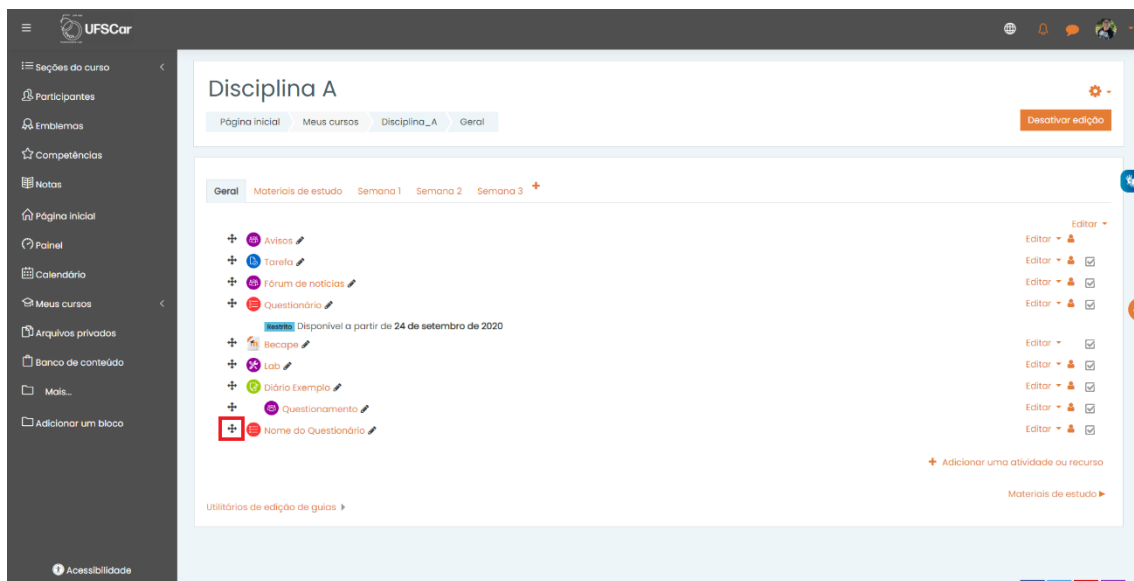 UFSCar
Seções do curso
Participantes
Emblemas
Competências
Notas
Página inicial
Painel
Calendário
Meus cursos
Arquivos privados
Banco de conteúdo
Mais...
Adicionar um bloco
Acessibilidade
Disciplina A
Página inicial Meus cursos Disciplina_A Geral
Desativar edição
Geral Materiais de estudo Semana 1 Semana 2 Semana 3
Editar
Avisos Editar
Tarefa Editar
Fórum de notícias Editar
Questionário Editar
Restrito Disponível a partir de 24 de setembro de 2020
Becape Editar
Lab Editar
Diário Exemplo Editar
Questionamento Editar
Nome do Questionário Editar
+ Adicionar uma atividade ou recurso
Materiais de estudo
Utilitários de edição de guias